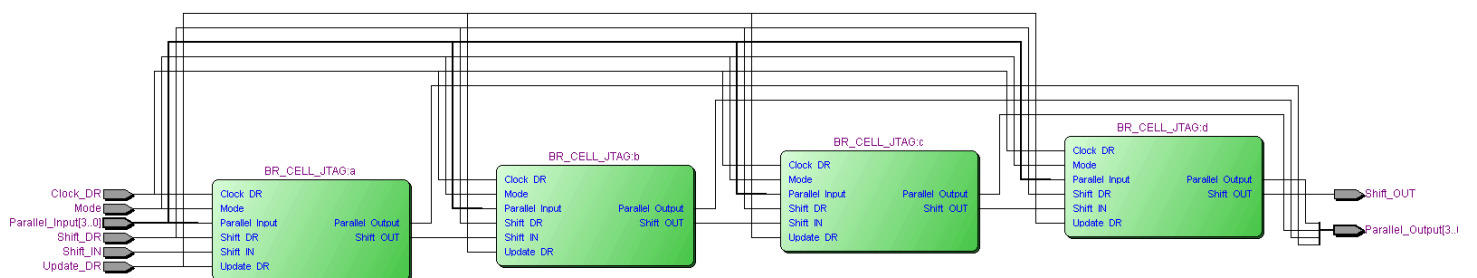 Clock_DR
Mode
Parallel_Input[3..0]
Shift_DR
Shift_IN
Update_DR
BR_CELL_JTAG:a
Clock DR
Mode
Parallel Input
Parallel Output
Shift DR
Shift OUT
Shift IN
Update DR
BR_CELL_JTAG:b
Clock DR
Mode
Parallel Input
Parallel Output
Shift DR
Shift OUT
Shift IN
Update DR
BR_CELL_JTAG:c
Clock DR
Mode
Parallel Input
Parallel Output
Shift DR
Shift OUT
Shift IN
Update DR
BR_CELL_JTAG:d
Clock DR
Mode
Parallel Input
Parallel Output
Shift DR
Shift OUT
Shift IN
Update DR
Shift_OUT
Parallel_Output[3..0